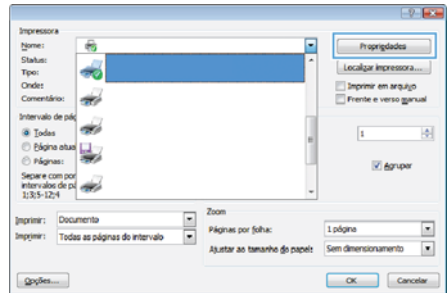 Impressora
Nome:
Propriedades
Status:
Localizar impressora...
Tipo:
Onde:
Imprimir em arquivo
Comentário:
Frente e verso manual
Intervalo de pág
Todas
1
Página atua
Páginas:
Agrupar
Separe com por
intervalos de pá
1;3;5-12;4
Imprimir: Documento
Zoom
Imprimir: Todas as páginas do intervalo
Páginas por folha: 1 página
Ajustar ao tamanho do papel: Sem dimensionamento
Opções...
OK
Cancelar